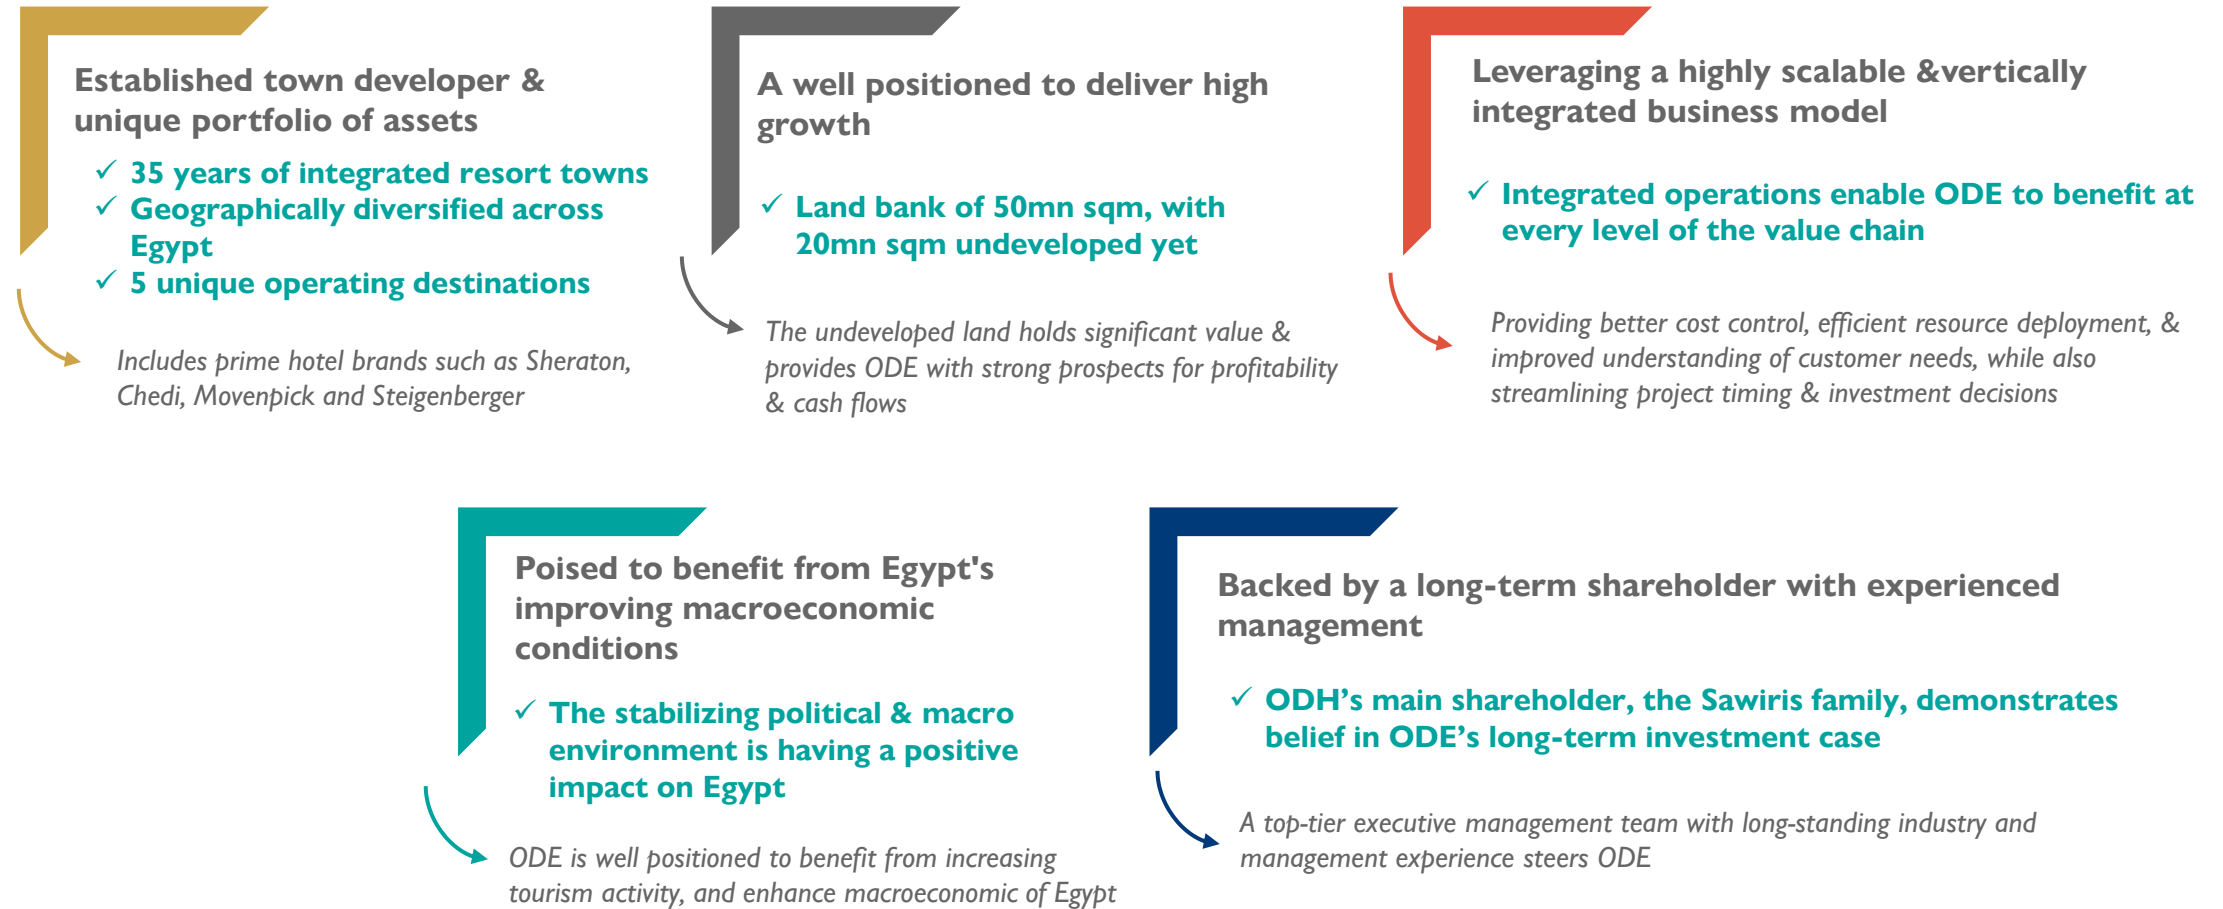 Established town developer &
unique portfolio of assets
✓ 35 years of integrated resort towns
✓ Geographically diversified across
Egypt
✓ 5 unique operating destinations
Includes prime hotel brands such as Sheraton,
Chedi, Movenpick and Steigenberger
A well positioned to deliver high
growth
✓ Land bank of 50mn sqm, with
20mn sqm undeveloped yet
The undeveloped land holds significant value &
provides ODE with strong prospects for profitability
& cash flows
Leveraging a highly scalable &vertically
integrated business model
✓ Integrated operations enable ODE to benefit at
every level of the value chain
Providing better cost control, efficient resource deployment, &
improved understanding of customer needs, while also
streamlining project timing & investment decisions
Poised to benefit from Egypt's
improving macroeconomic
conditions
✓ The stabilizing political & macro
environment is having a positive
impact on Egypt
ODE is well positioned to benefit from increasing
tourism activity, and enhance macroeconomic of Egypt
Backed by a long-term shareholder with experienced
management
✓ ODH’s main shareholder, the Sawiris family, demonstrates
belief in ODE’s long-term investment case
A top-tier executive management team with long-standing industry and
management experience steers ODE